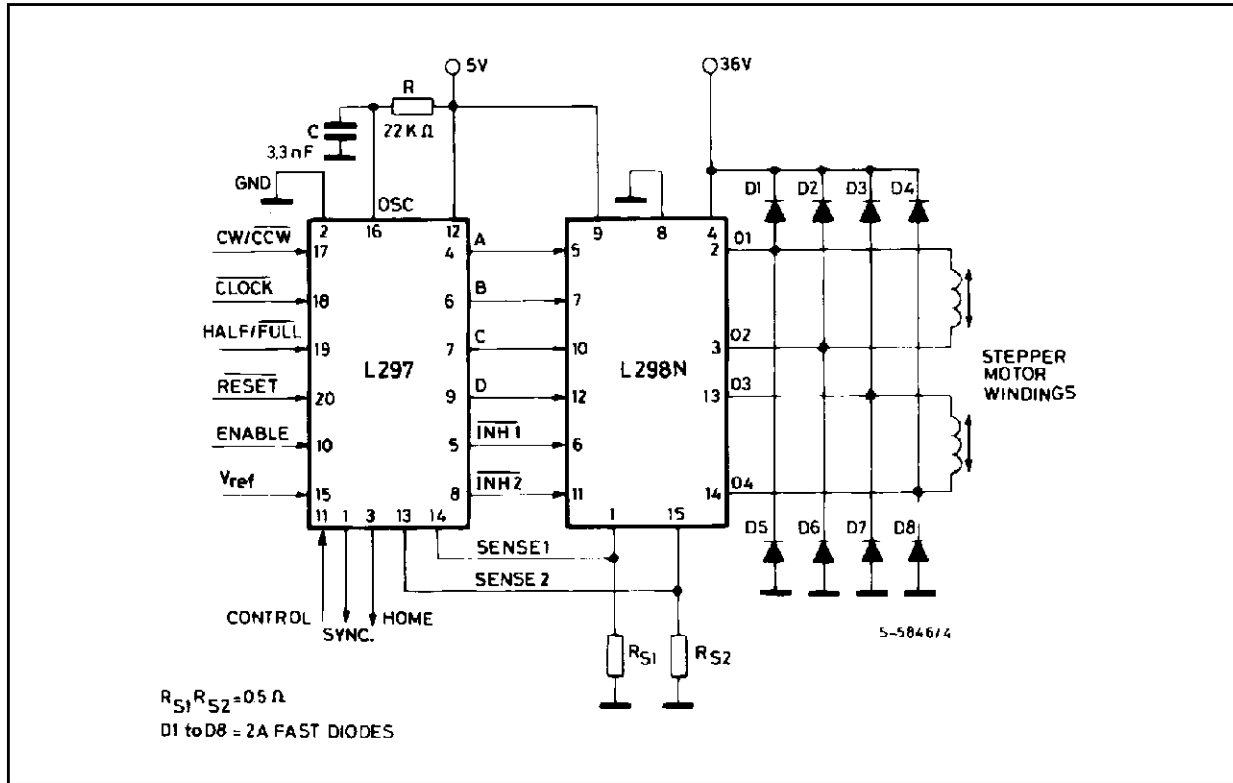 5V
36V
R
C
22KΩ
3.3nF
GND
OSC
D1 D2 D3 D4
2 16 12
9 8 4
CW/CCW 17
4 A 5
2 O1
CLOCK 18
6 B 7
HALF/FULL 19
7 C 10
3 O2
L297
L298N
STEPPER
MOTOR
WINDINGS
RESET 20
9 D 12
13 O3
ENABLE 10
5 INH1 6
Vref 15
8 INH2 11
14 O4
11 1 3 13 14
1 15
D5 D6 D7 D8
SENSE1
SENSE2
CONTROL
SYNC.
HOME
S-5846/4
RS1
RS2
RS1 RS2 = 0.5 Ω
D1 to D8 = 2A FAST DIODES